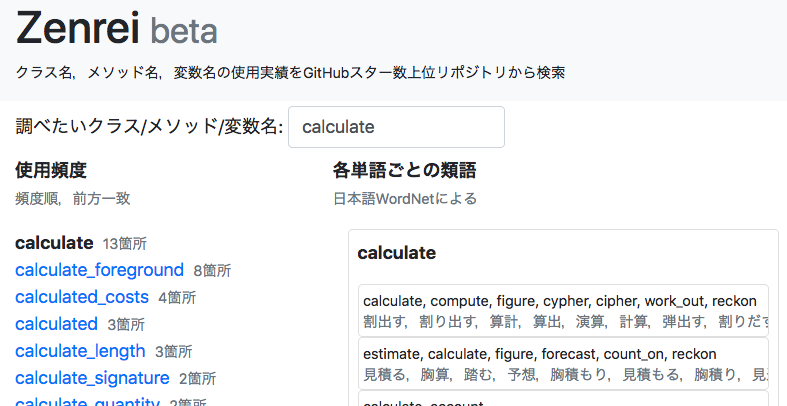 Zenrei beta
クラス名，メソッド名，変数名の使用実績をGitHubスター数上位リポジトリから検索
調べたいクラス/メソッド/変数名: calculate
使用頻度
頻度順，前方一致
calculate 13箇所
calculate_foreground 8箇所
calculated_costs 4箇所
calculated 3箇所
calculate_length 3箇所
calculate_signature 2箇所
calculate_quantity 2箇所
各単語ごとの類語
日本語WordNetによる
calculate
calculate, compute, figure, cypher, cipher, work_out, reckon
割出す，割り出す，算計，算出，演算，計算，弾出す，割りだす
estimate, calculate, figure, forecast, count_on, reckon
見積る，胸算，踏む，予想，胸積もり，見積もる，胸積り，見
calculate, account